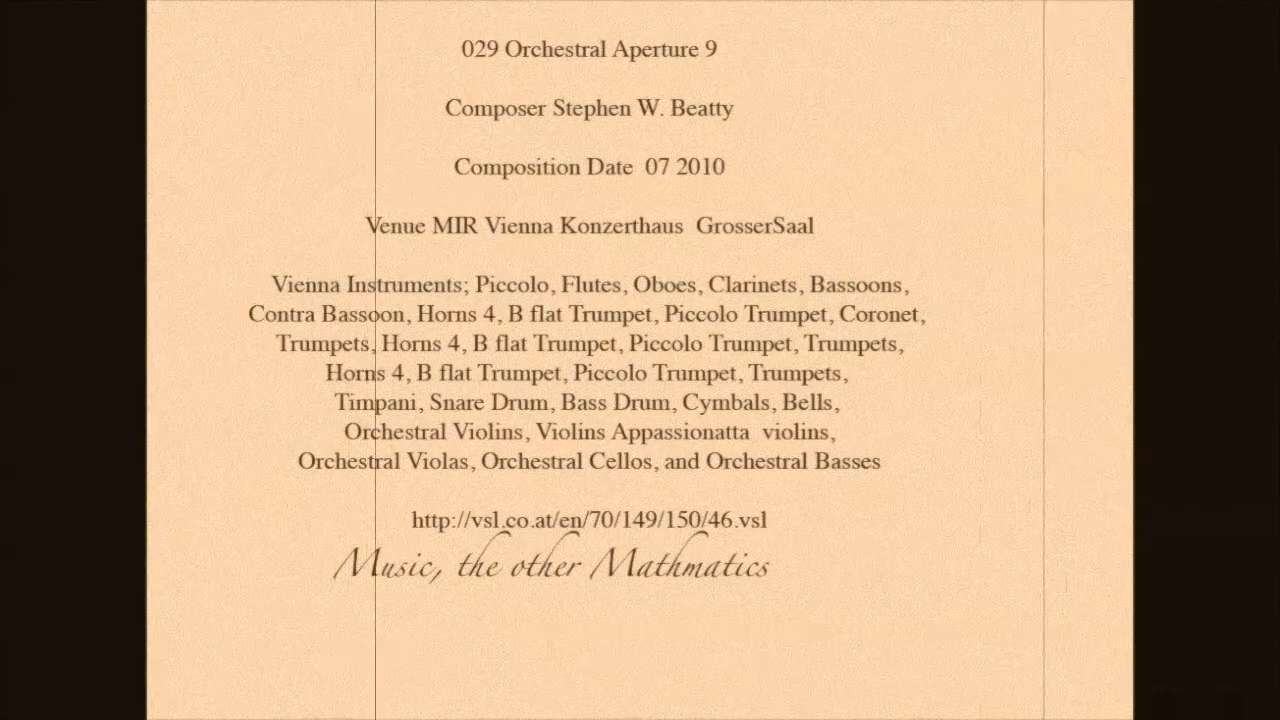 029 Orchestral Aperture 9
Composer Stephen W. Beatty
Composition Date  07 2010
Venue MIR Vienna Konzerthaus  GrosserSaal
Vienna Instruments; Piccolo, Flutes, Oboes, Clarinets, Bassoons,
Contra Bassoon, Horns 4, B flat Trumpet, Piccolo Trumpet, Coronet,
Trumpets, Horns 4, B flat Trumpet, Piccolo Trumpet, Trumpets,
Horns 4, B flat Trumpet, Piccolo Trumpet, Trumpets,
Timpani, Snare Drum, Bass Drum, Cymbals, Bells,
Orchestral Violins, Violins Appassionatta  violins,
Orchestral Violas, Orchestral Cellos, and Orchestral Basses
http://vsl.co.at/en/70/149/150/46.vsl
Music, the other Mathmatics